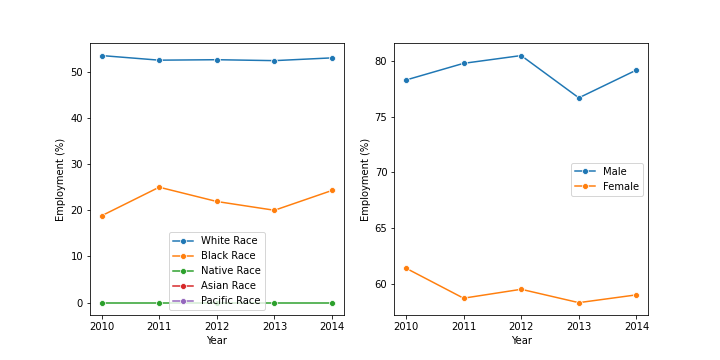 Employment (%)
50
40
30
20
10
0
2010 2011 2012 2013 2014
Year
White Race
Black Race
Native Race
Asian Race
Pacific Race
Employment (%)
80
75
70
65
60
2010 2011 2012 2013 2014
Year
Male
Female